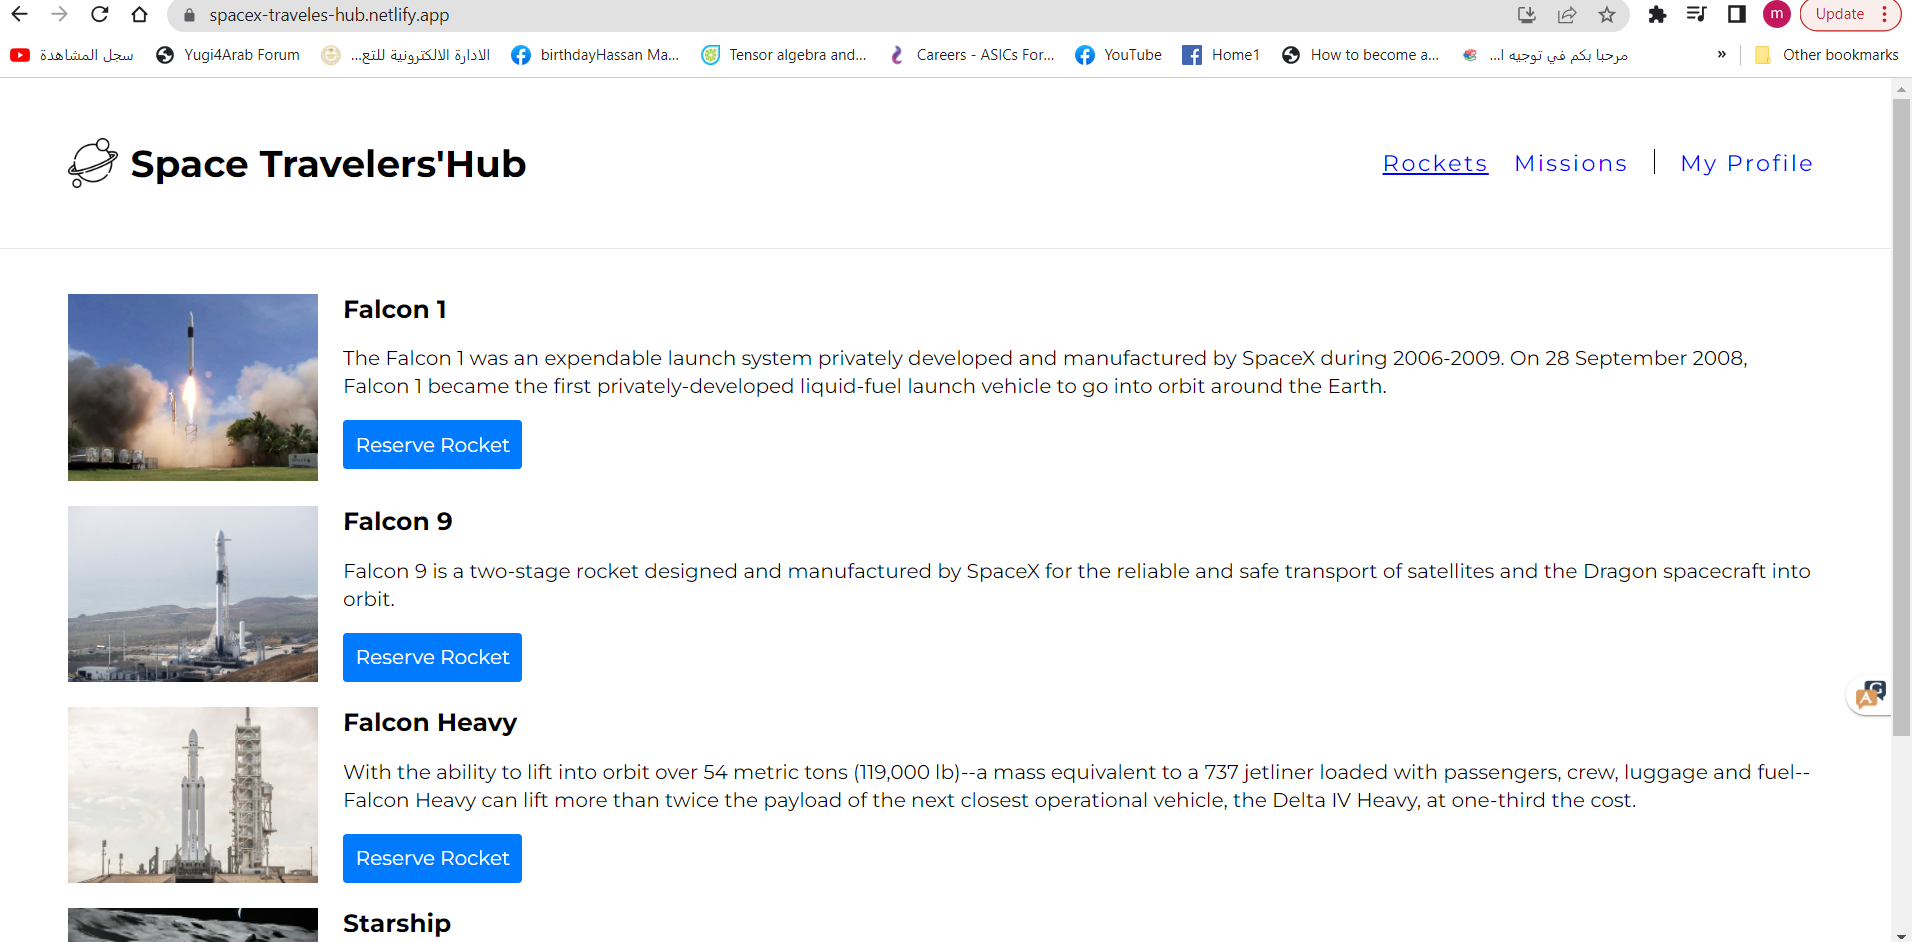 spacex-traveles-hub.netlify.app
m
Update
سجل المشاهدة
Yugi4Arab Forum
الادارة الالكترونية للتع...
birthdayHassan Ma...
Tensor algebra and...
Careers - ASICs For...
YouTube
Home1
How to become a...
مرحبا بكم في توجيه ا...
»
Other bookmarks
Space Travelers'Hub
Rockets
Missions
My Profile
Falcon 1
The Falcon 1 was an expendable launch system privately developed and manufactured by SpaceX during 2006-2009. On 28 September 2008,
Falcon 1 became the first privately-developed liquid-fuel launch vehicle to go into orbit around the Earth.
Reserve Rocket
Falcon 9
Falcon 9 is a two-stage rocket designed and manufactured by SpaceX for the reliable and safe transport of satellites and the Dragon spacecraft into
orbit.
Reserve Rocket
Falcon Heavy
With the ability to lift into orbit over 54 metric tons (119,000 lb)--a mass equivalent to a 737 jetliner loaded with passengers, crew, luggage and fuel--
Falcon Heavy can lift more than twice the payload of the next closest operational vehicle, the Delta IV Heavy, at one-third the cost.
Reserve Rocket
Starship